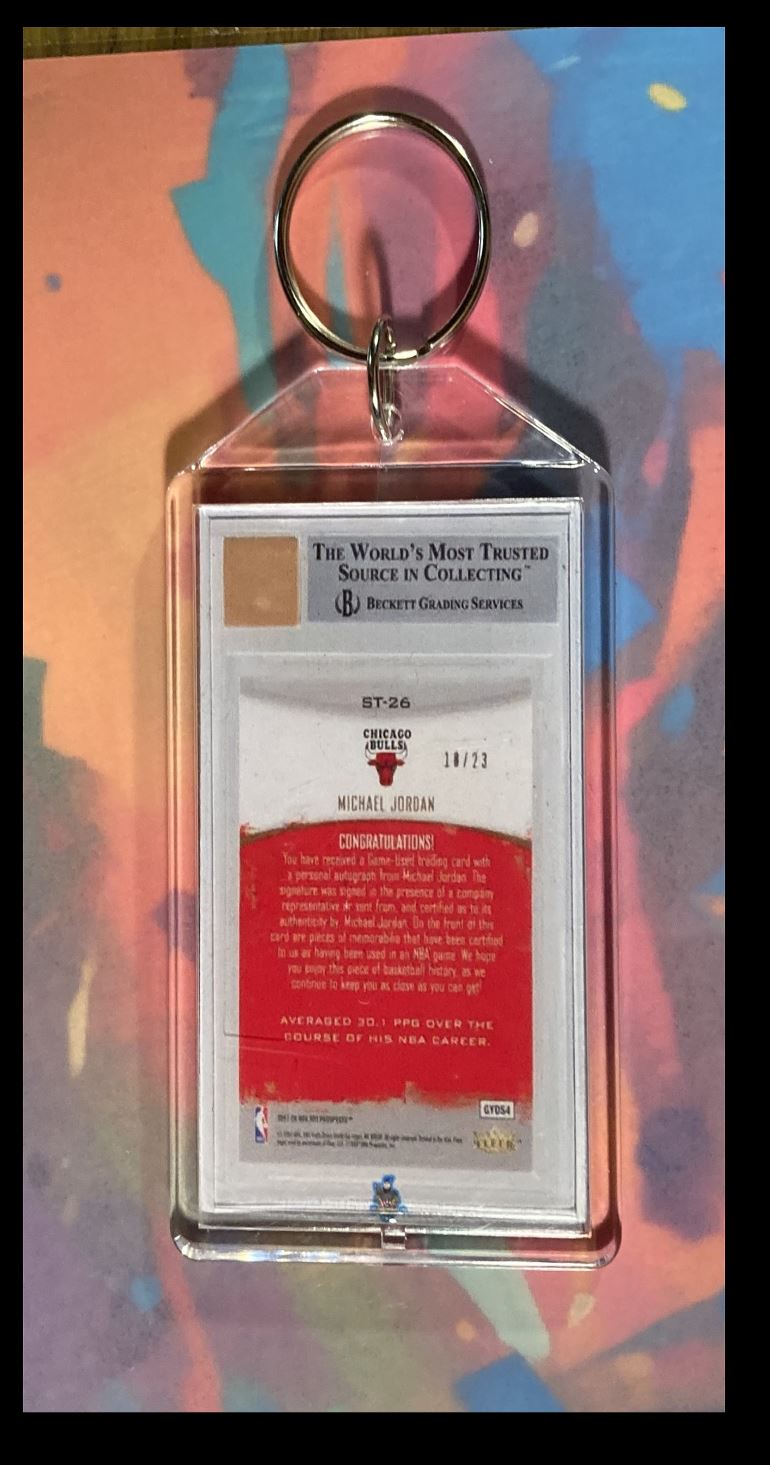 THE WORLD'S MOST TRUSTED
SOURCE IN COLLECTING™
B BECKETT GRADING SERVICES
ST-26
CHICAGO
BULLS
18/23
MICHAEL JORDAN
CONGRATULATIONS!
You have received a Game-Used trading card with
a personal autograph from Michael Jordan. The
signature was signed in the presence of a company
representative or sent from, and certified as to its
authenticity by, Michael Jordan. On the front of this
card are pieces of memorabilia that have been certified
to us as having been used in an NBA game. We hope
you enjoy this piece of basketball history, as we
continue to keep you as close as you can get!
AVERAGED 30.1 PPG OVER THE
COURSE OF HIS NBA CAREER.
GYDS4
FLEER